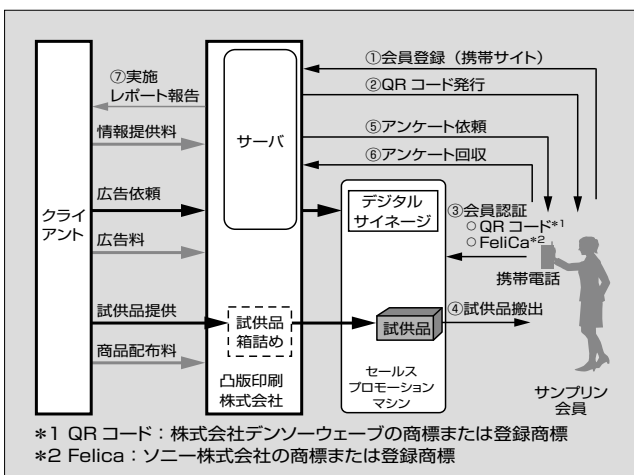 ①会員登録（携帯サイト）
②QRコード発行
⑦実施
レポート報告
サーバ
⑤アンケート依頼
情報提供料
⑥アンケート回収
広告依頼
デジタル
サイネージ
③会員認証
○QRコード*1
○FeliCa*2
クライ
アント
広告料
携帯電話
試供品提供
試供品
箱詰め
試供品
④試供品搬出
商品配布料
凸版印刷
株式会社
セールス
プロモーション
マシン
サンプリン
会員
*1 QRコード：株式会社デンソーウェーブの商標または登録商標
*2 Felica：ソニー株式会社の商標または登録商標